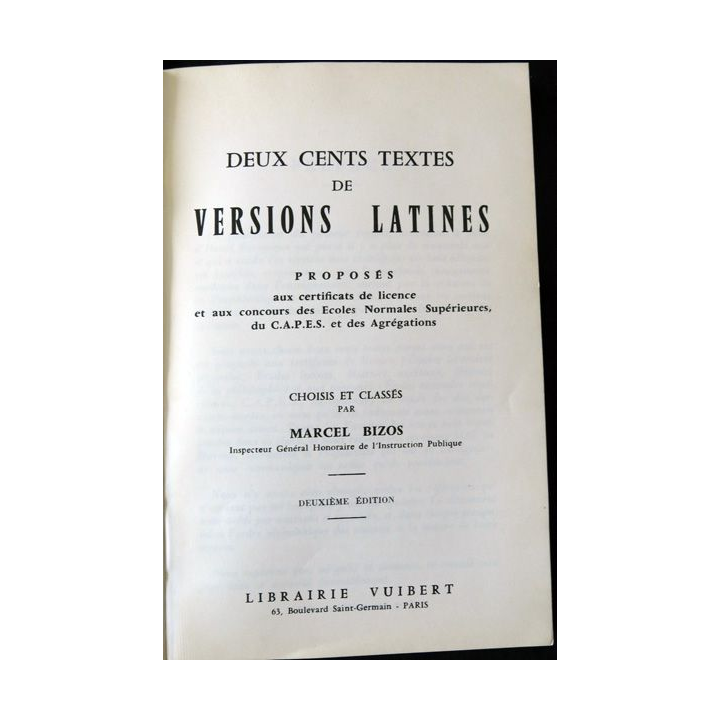 DEUX CENTS TEXTES
DE
VERSIONS LATINES
PROPOSÉS
aux certificats de licence
et aux concours des Ecoles Normales Supérieures,
du C.A.P.E.S. et des Agrégations
CHOISIS ET CLASSÉS
PAR
MARCEL BIZOS
Inspecteur Général Honoraire de l'Instruction Publique
DEUXIÈME ÉDITION
LIBRAIRIE VUIBERT
63, Boulevard Saint-Germain - PARIS